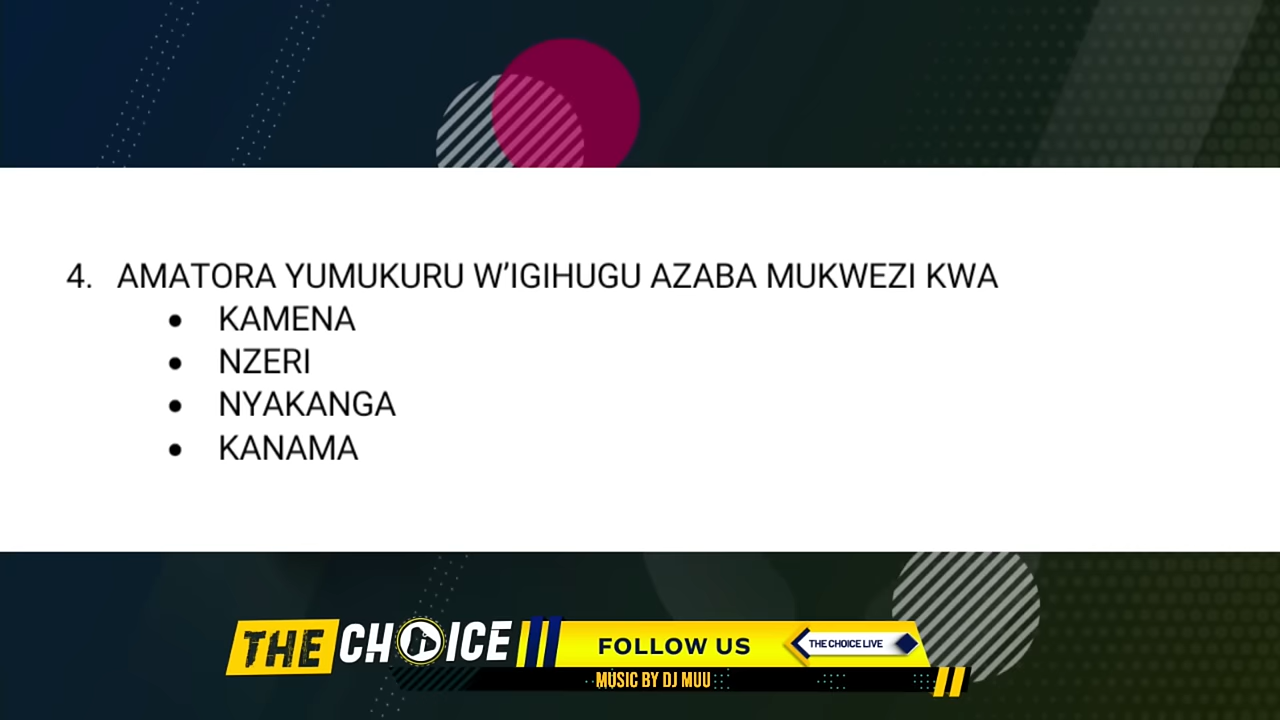 4. AMATORA YUMUKURU W’IGIHUGU AZABA MUKWEZI KWA
• KAMENA
• NZERI
• NYAKANGA
• KANAMA
THE CHOICE
FOLLOW US
THE CHOICE LIVE
MUSIC BY DJ MUU